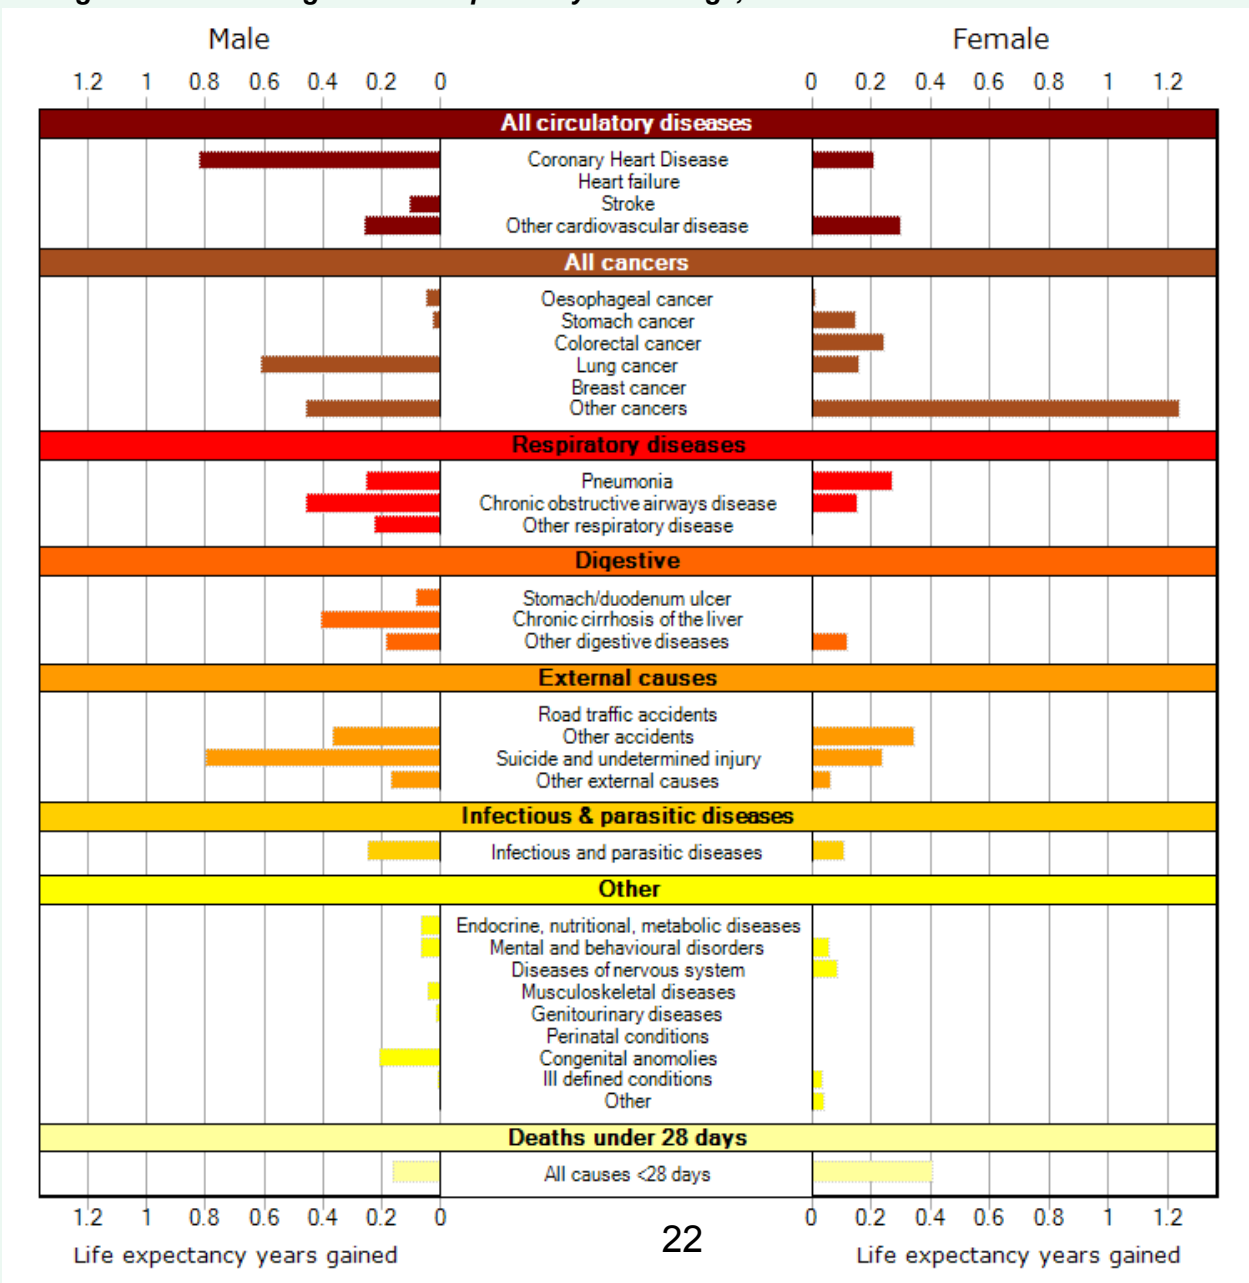 Male Female
1.2 1 0.8 0.6 0.4 0.2 0 0 0.2 0.4 0.6 0.8 1 1.2
All circulatory diseases
Coronary Heart Disease
Heart failure
Stroke
Other cardiovascular disease
All cancers
Oesophageal cancer
Stomach cancer
Colorectal cancer
Lung cancer
Breast cancer
Other cancers
Respiratory diseases
Pneumonia
Chronic obstructive airways disease
Other respiratory disease
Digestive
Stomach/duodenum ulcer
Chronic cirrhosis of the liver
Other digestive diseases
External causes
Road traffic accidents
Other accidents
Suicide and undetermined injury
Other external causes
Infectious & parasitic diseases
Infectious and parasitic diseases
Other
Endocrine, nutritional, metabolic diseases
Mental and behavioural disorders
Diseases of nervous system
Musculoskeletal diseases
Genitourinary diseases
Perinatal conditions
Congenital anomolies
Ill defined conditions
Other
Deaths under 28 days
All causes <28 days
1.2 1 0.8 0.6 0.4 0.2 0 0 0.2 0.4 0.6 0.8 1 1.2
Life expectancy years gained 22 Life expectancy years gained